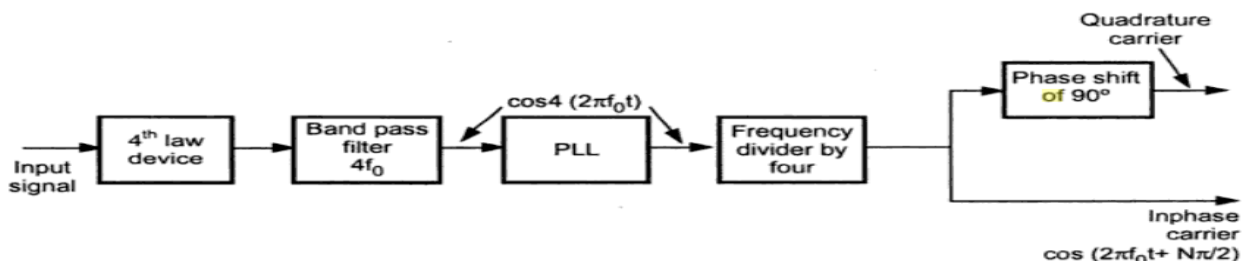 Quadrature
carrier
Phase shift
of 90º
cos4 (2πf₀t)
Input
signal
4th law
device
Band pass
filter
4f₀
PLL
Frequency
divider by
four
Inphase
carrier
cos (2πf₀t+ Nπ/2)